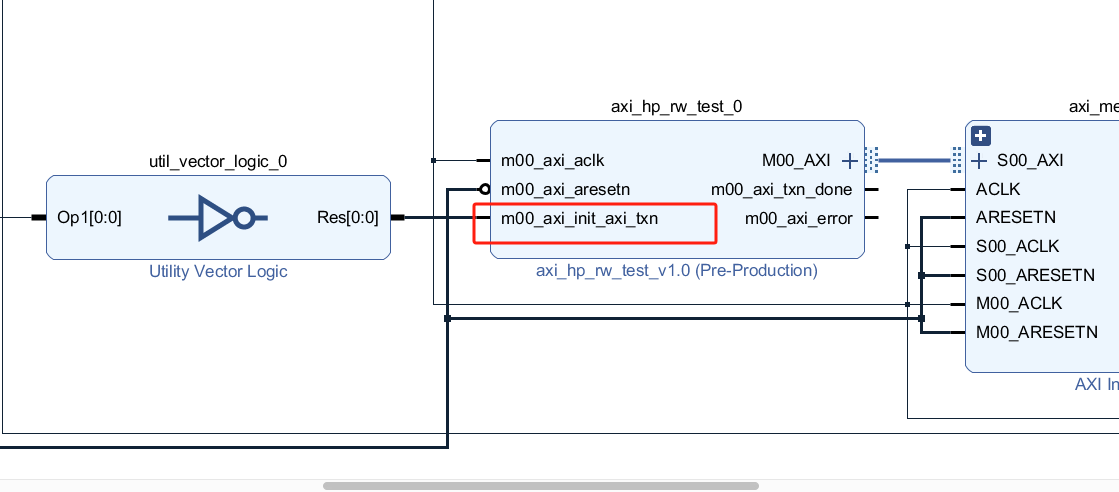 util_vector_logic_0
Op1[0:0]
Res[0:0]
Utility Vector Logic
axi_hp_rw_test_0
m00_axi_aclk
m00_axi_aresetn
m00_axi_init_axi_txn
M00_AXI
m00_axi_txn_done
m00_axi_error
axi_hp_rw_test_v1.0 (Pre-Production)
axi_me
S00_AXI
ACLK
ARESETN
S00_ACLK
S00_ARESETN
M00_ACLK
M00_ARESETN
AXI In